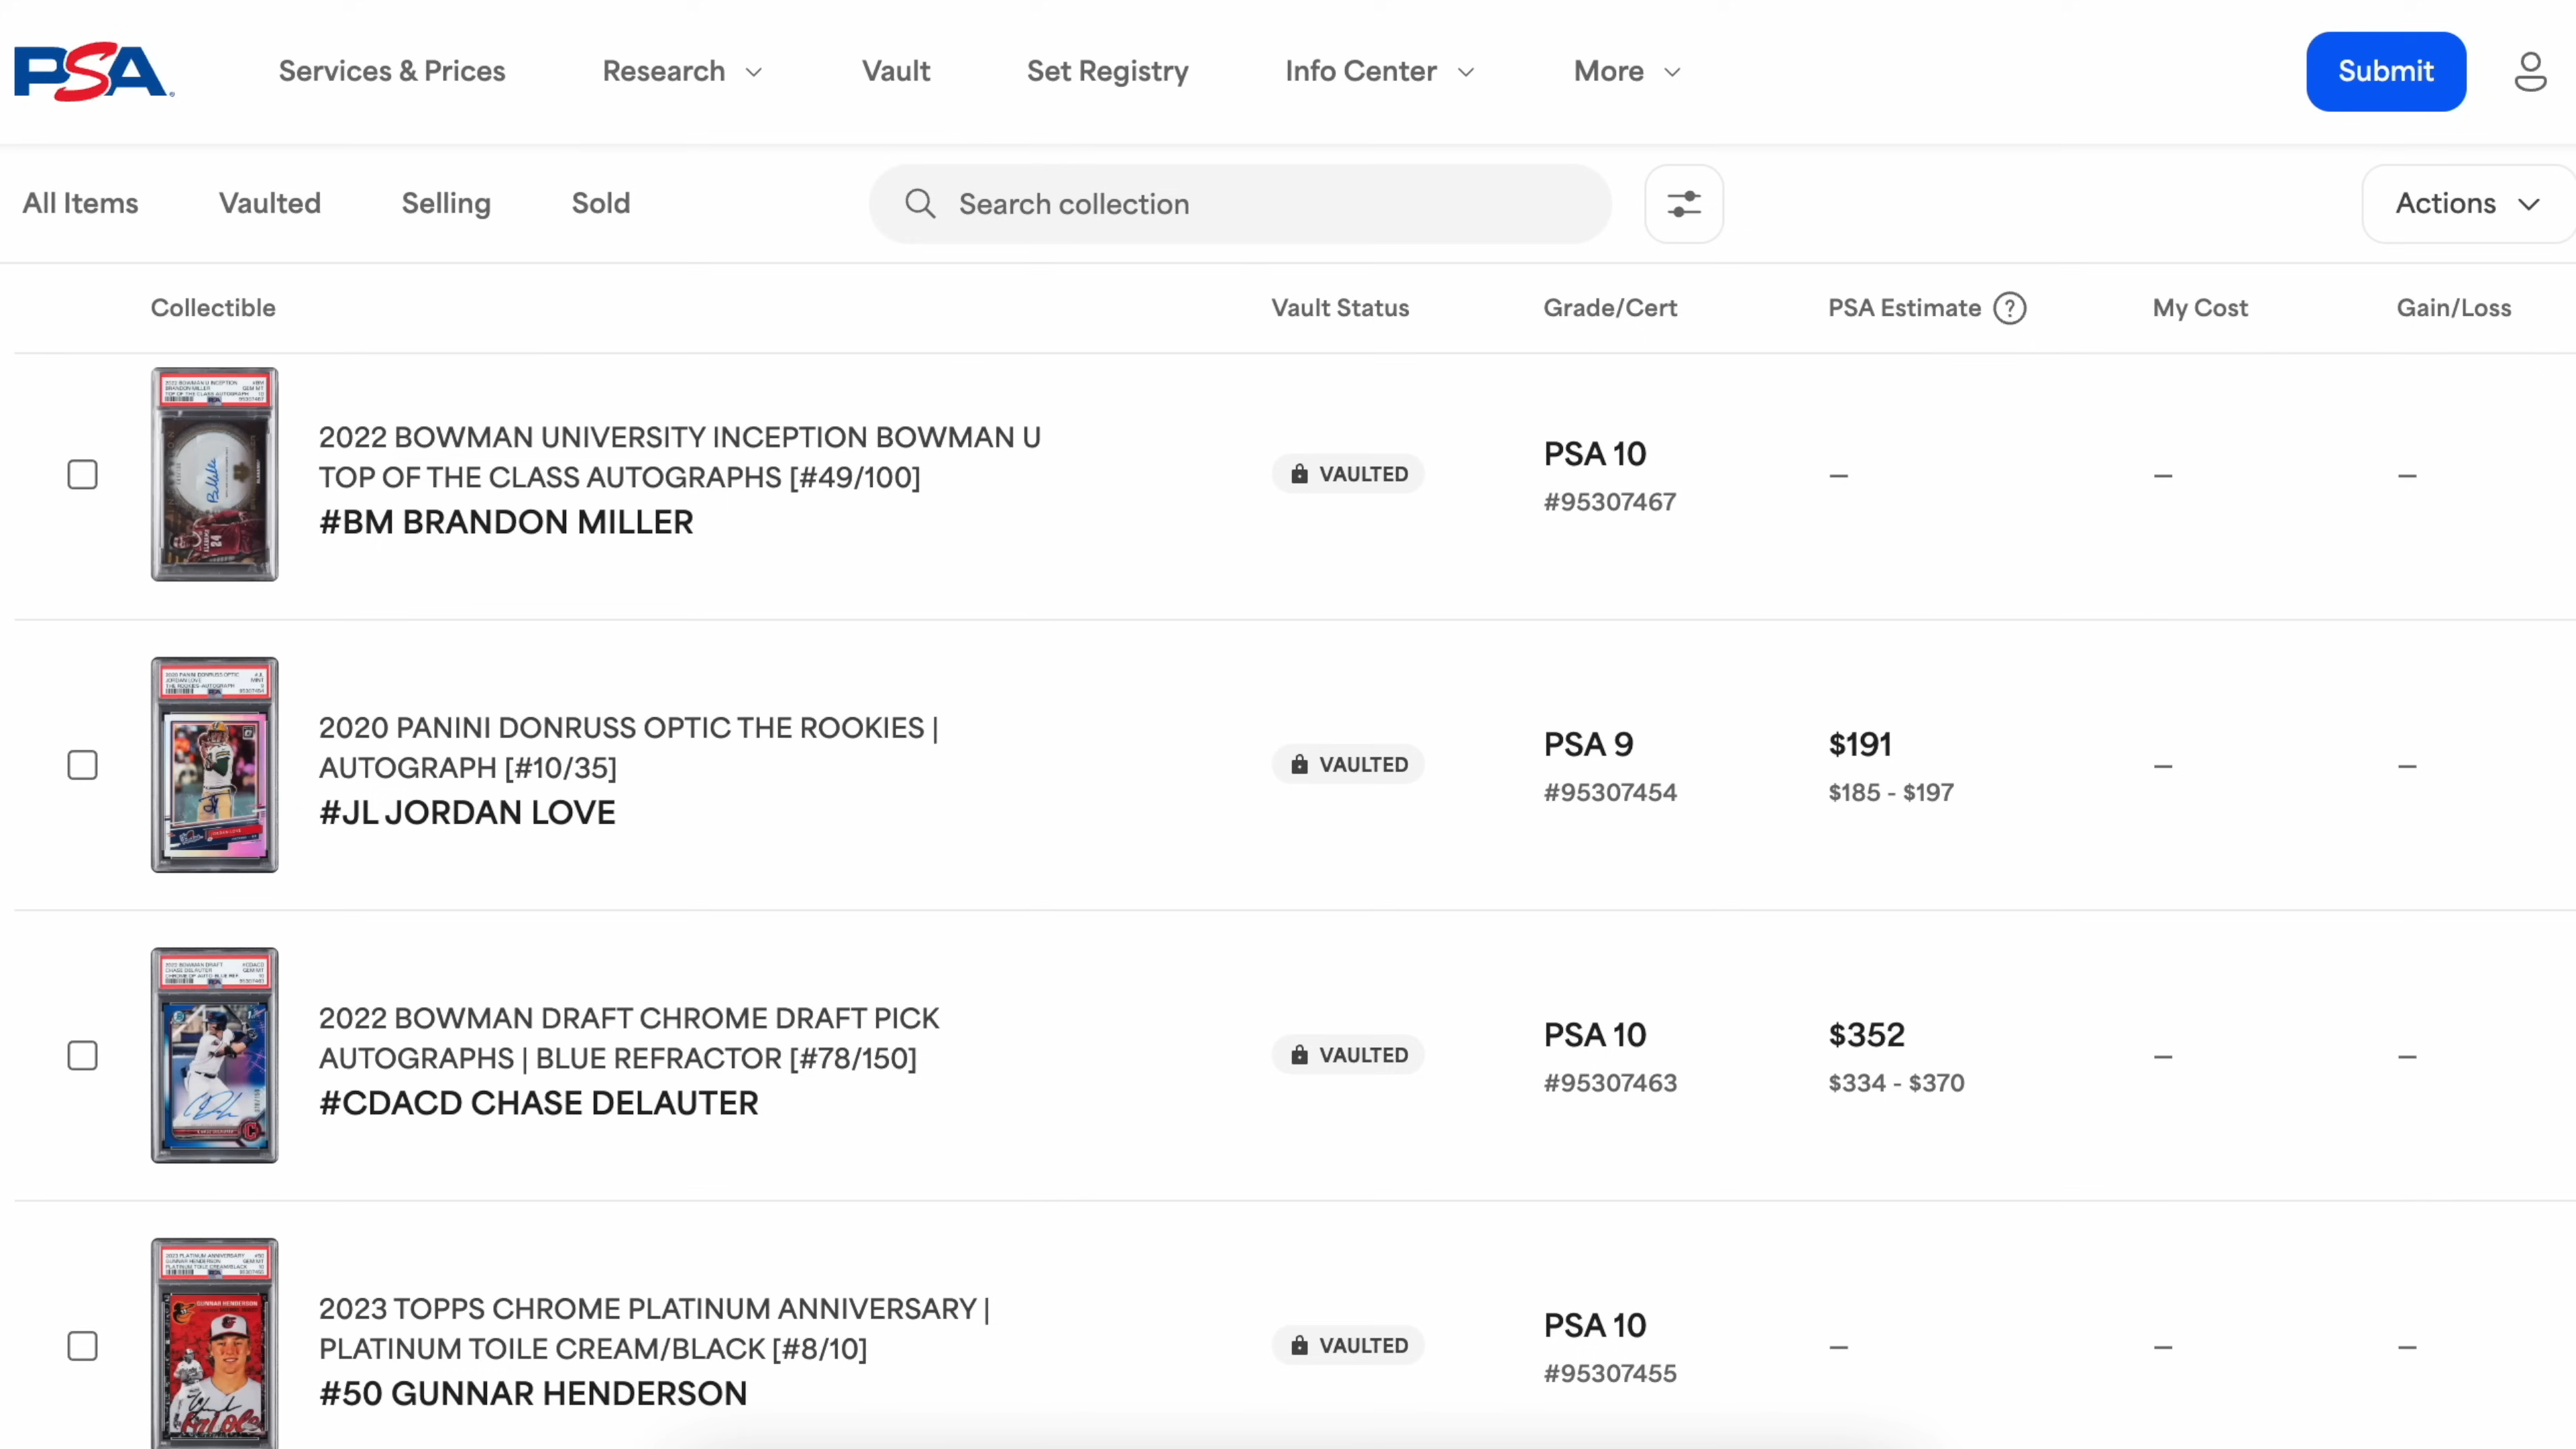 PSA
Services & Prices
Research
Vault
Set Registry
Info Center
More
Submit
All Items
Vaulted
Selling
Sold
Search collection
Actions
Collectible
Vault Status
Grade/Cert
PSA Estimate ?
My Cost
Gain/Loss
2022 BOWMAN UNIVERSITY INCEPTION BOWMAN U
TOP OF THE CLASS AUTOGRAPHS [#49/100]
#BM BRANDON MILLER
VAULTED
PSA 10
#95307467
–
–
–
2020 PANINI DONRUSS OPTIC THE ROOKIES |
AUTOGRAPH [#10/35]
#JL JORDAN LOVE
VAULTED
PSA 9
#95307454
$191
$185 - $197
–
–
2022 BOWMAN DRAFT CHROME DRAFT PICK
AUTOGRAPHS | BLUE REFRACTOR [#78/150]
#CDACD CHASE DELAUTER
VAULTED
PSA 10
#95307463
$352
$334 - $370
–
–
2023 TOPPS CHROME PLATINUM ANNIVERSARY |
PLATINUM TOILE CREAM/BLACK [#8/10]
#50 GUNNAR HENDERSON
VAULTED
PSA 10
#95307455
–
–
–